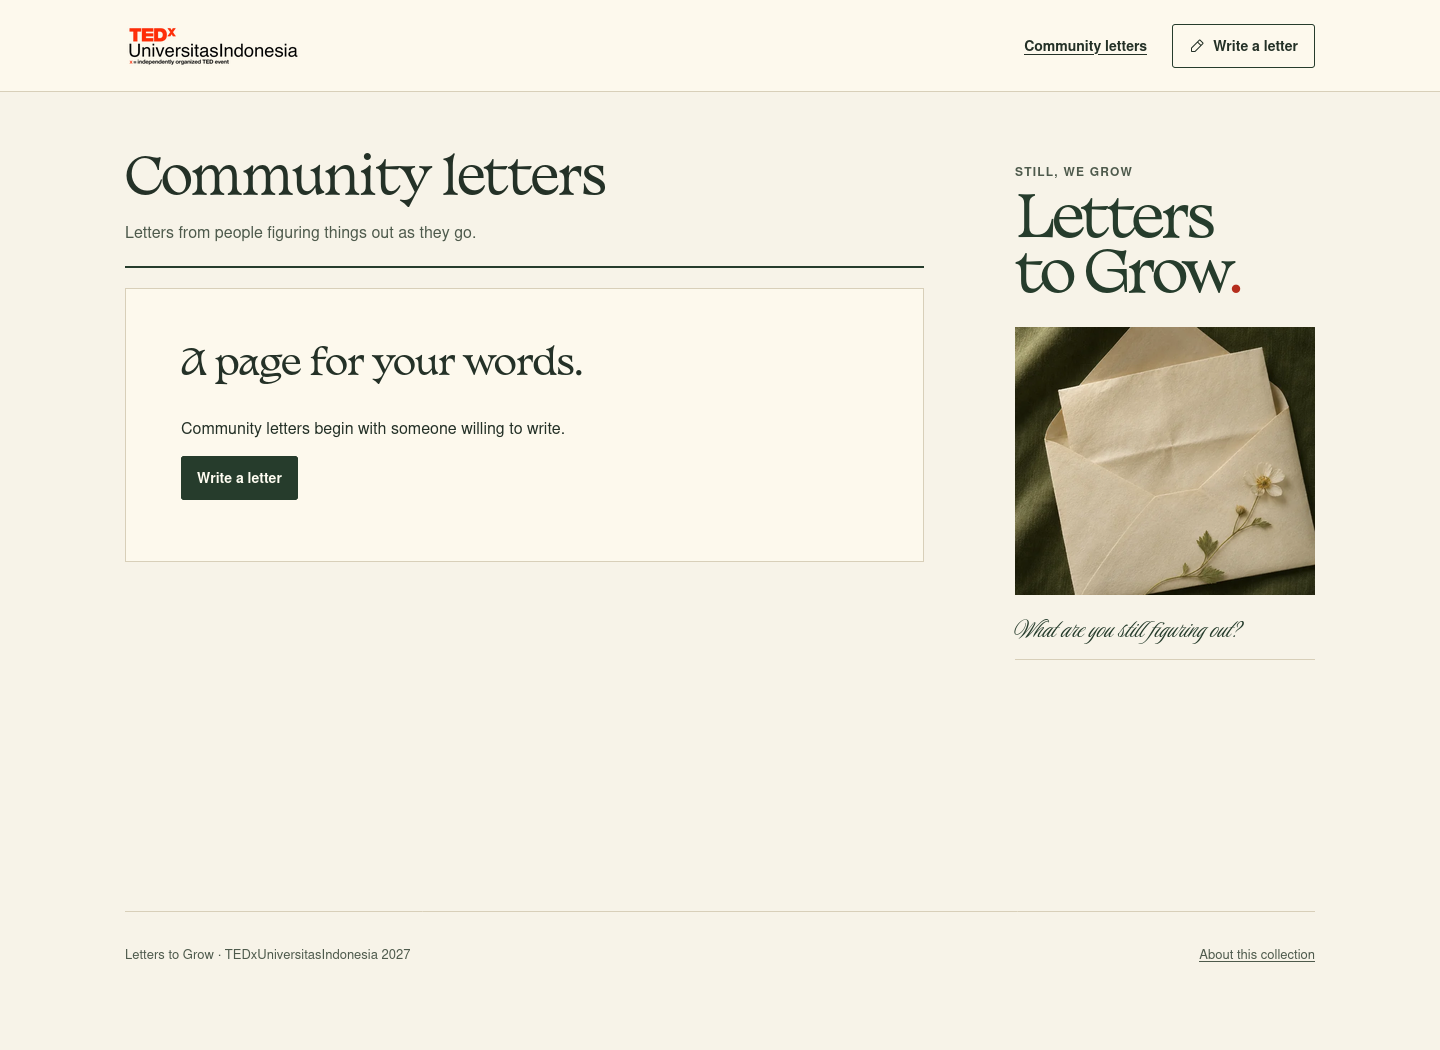 TEDx
UniversitasIndonesia
x = independently organized TED event
Community letters
Write a letter
Community letters
Letters from people figuring things out as they go.
A page for your words.
Community letters begin with someone willing to write.
Write a letter
STILL, WE GROW
Letters
to Grow.
What are you still figuring out?
Letters to Grow · TEDxUniversitasIndonesia 2027
About this collection